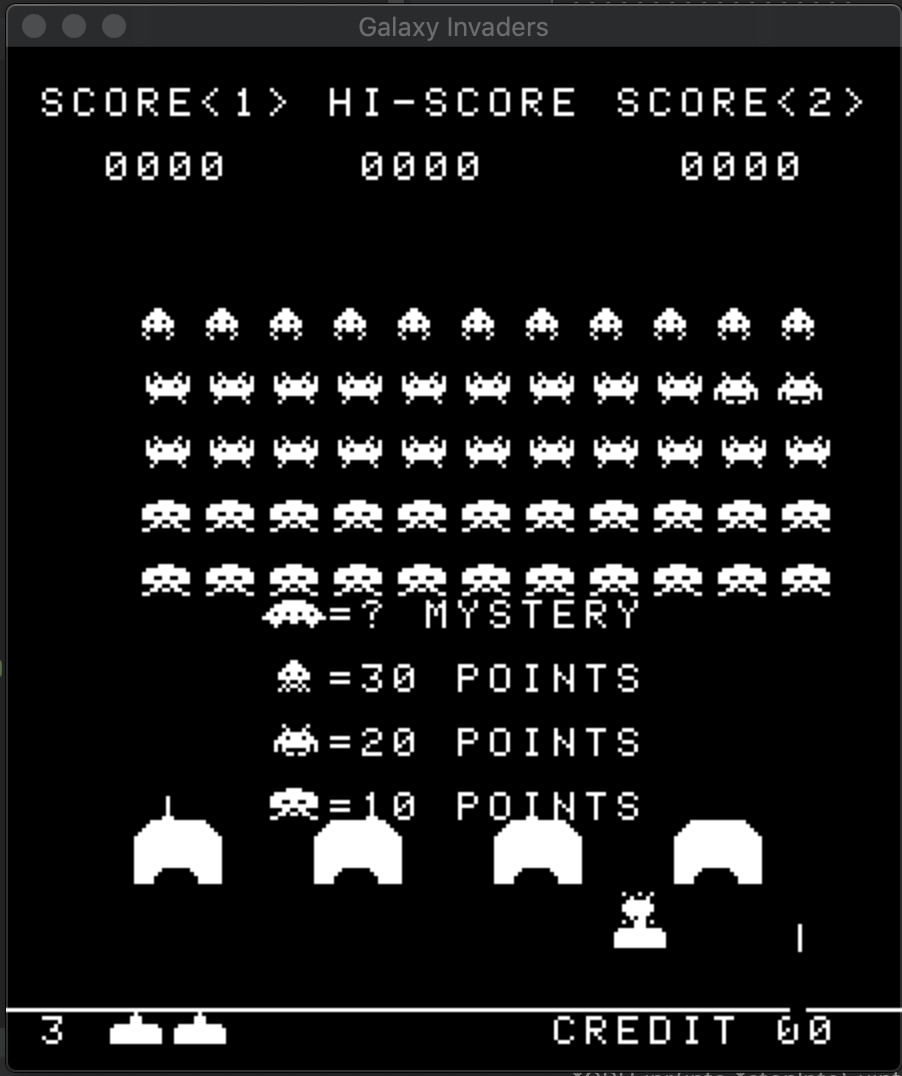 Galaxy Invaders
SCORE<1> HI-SCORE SCORE<2>
0000 0000 0000
=? MYSTERY
=30 POINTS
=20 POINTS
=10 POINTS
3 CREDIT 00